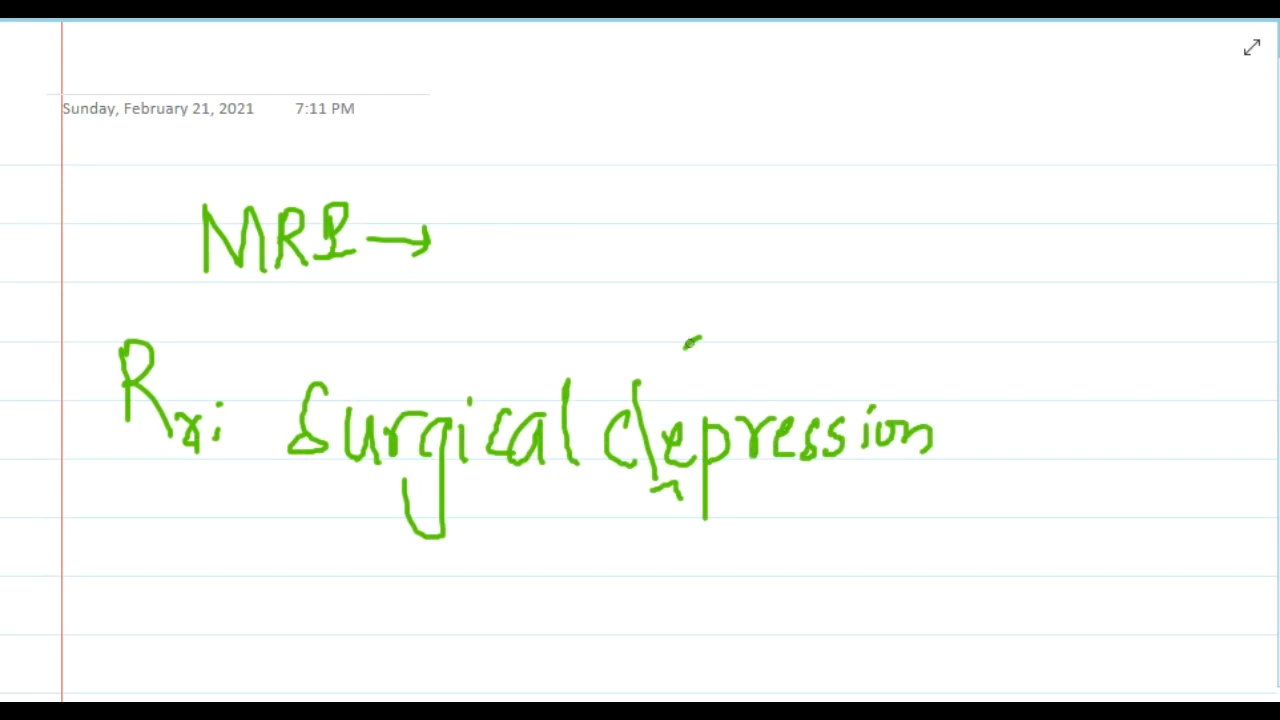 Sunday, February 21, 2021 7:11 PM
MRI →
Rx: Surgical depression